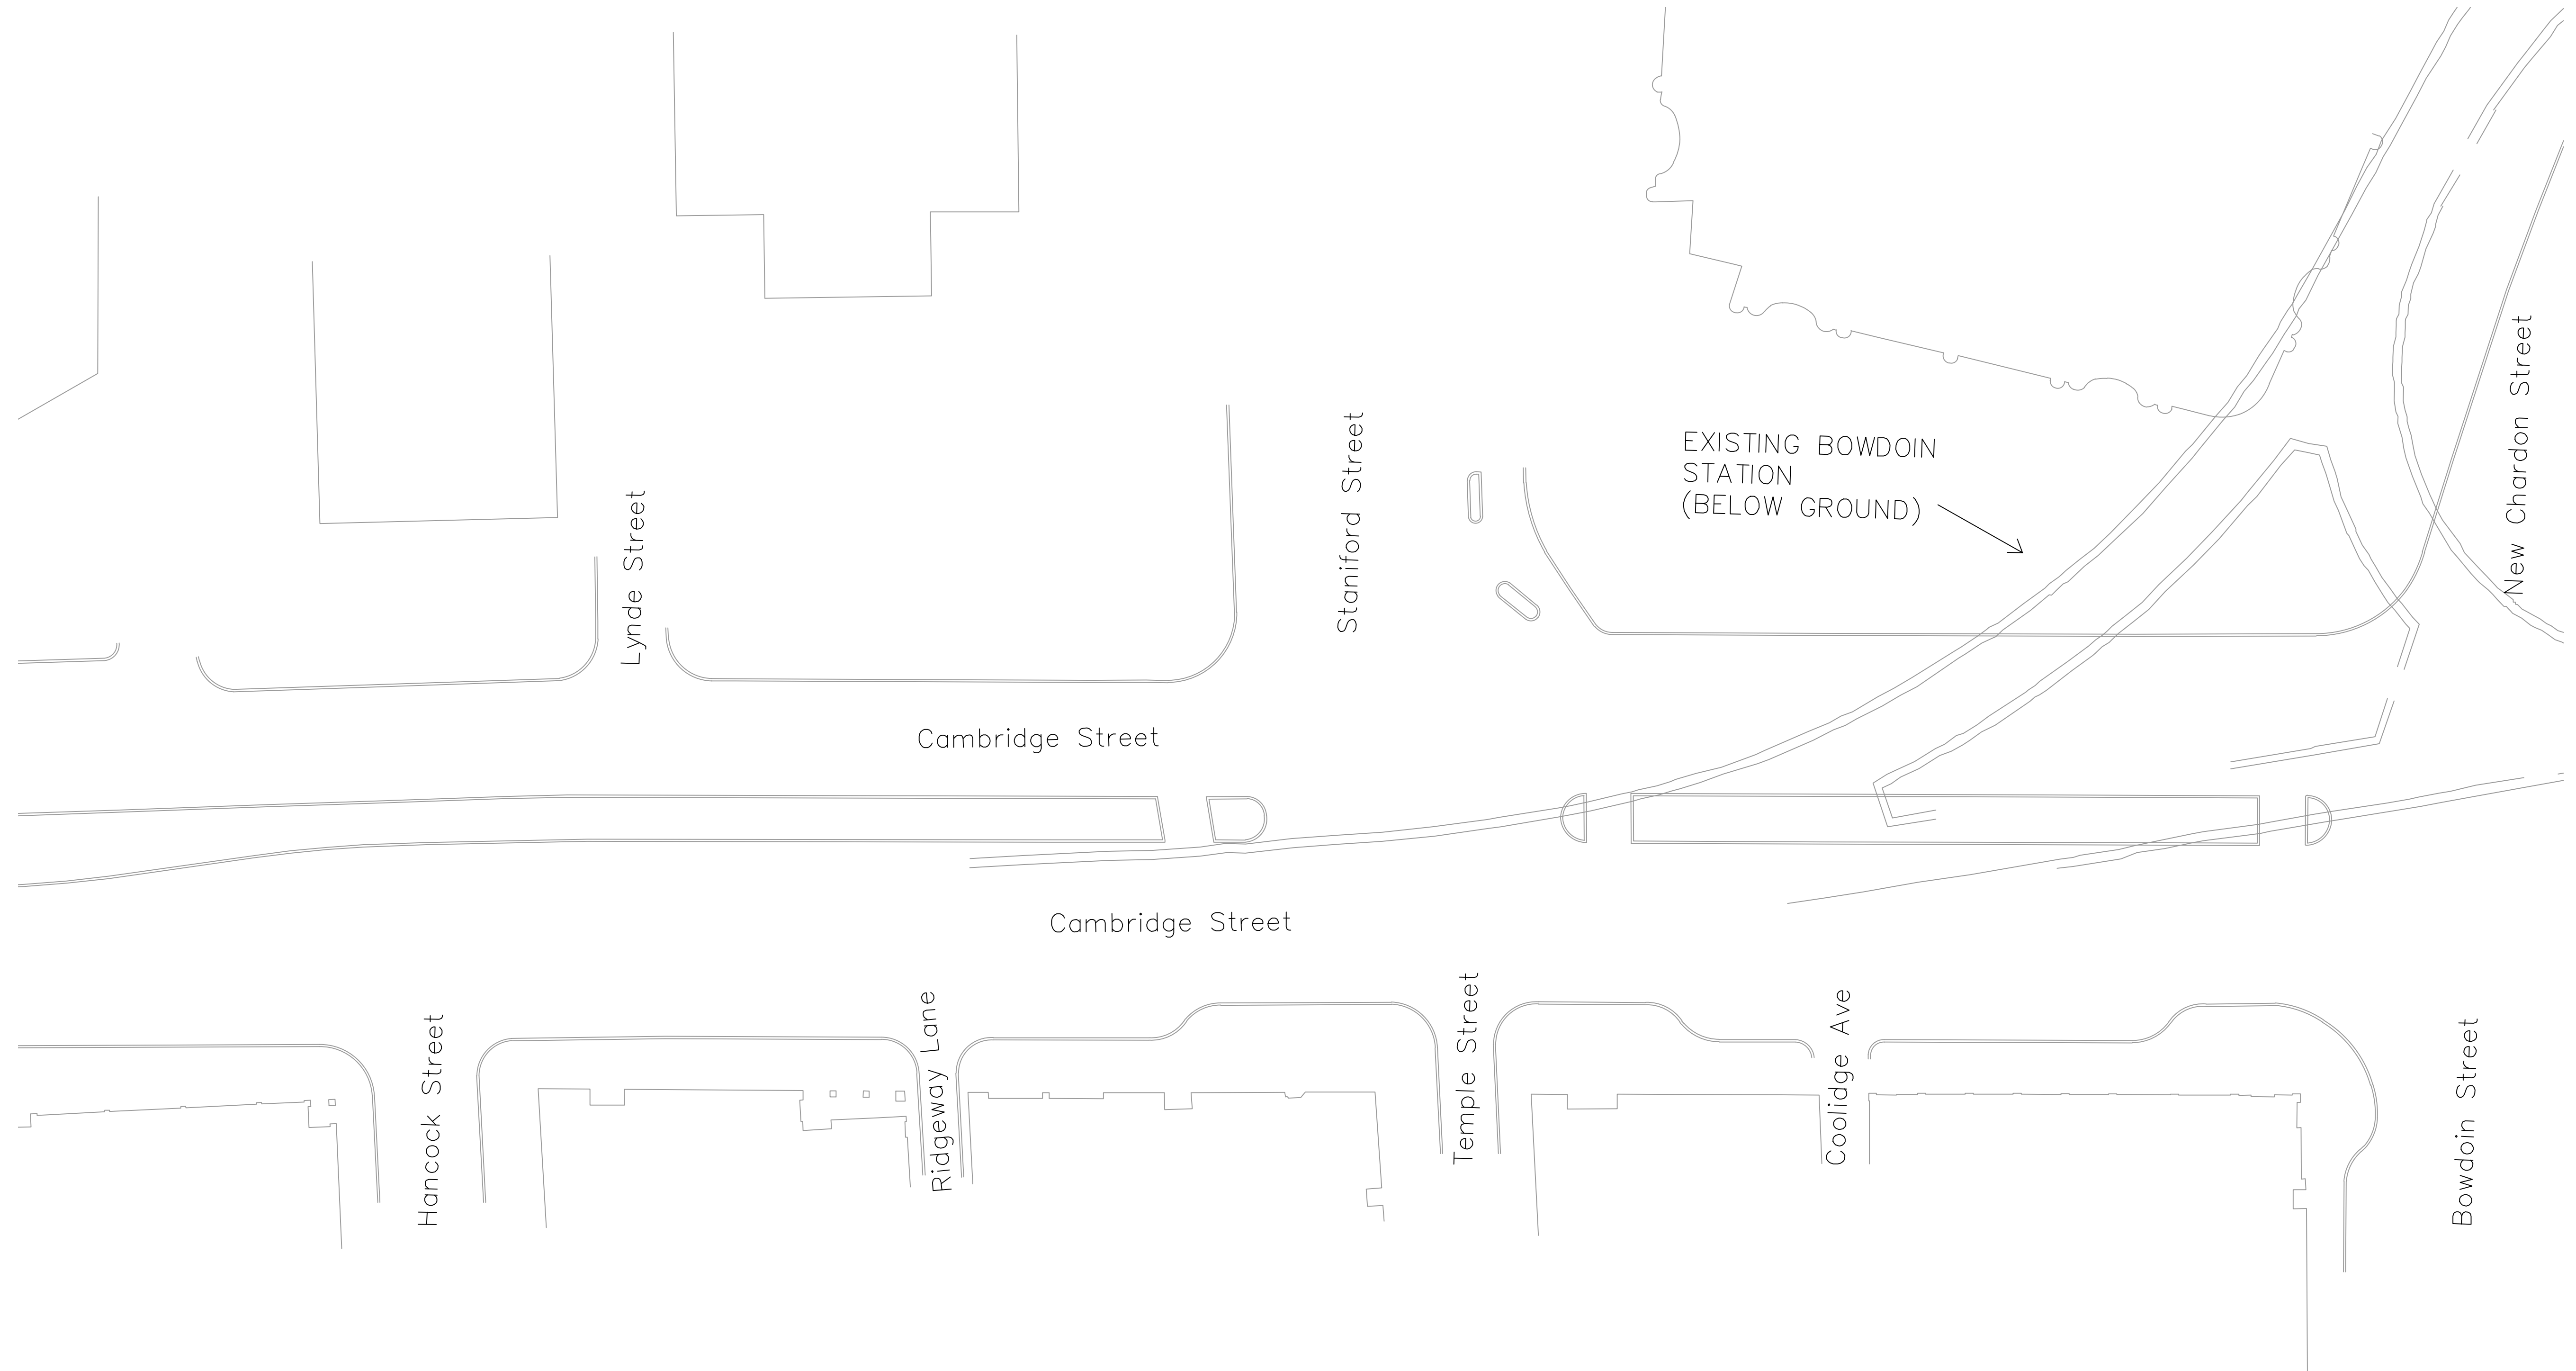 EXISTING BOWDOIN
STATION
(BELOW GROUND)
New Chardon Street
Staniford Street
Lynde Street
Cambridge Street
Cambridge Street
Hancock Street
Ridgeway Lane
Temple Street
Coolidge Ave
Bowdoin Street